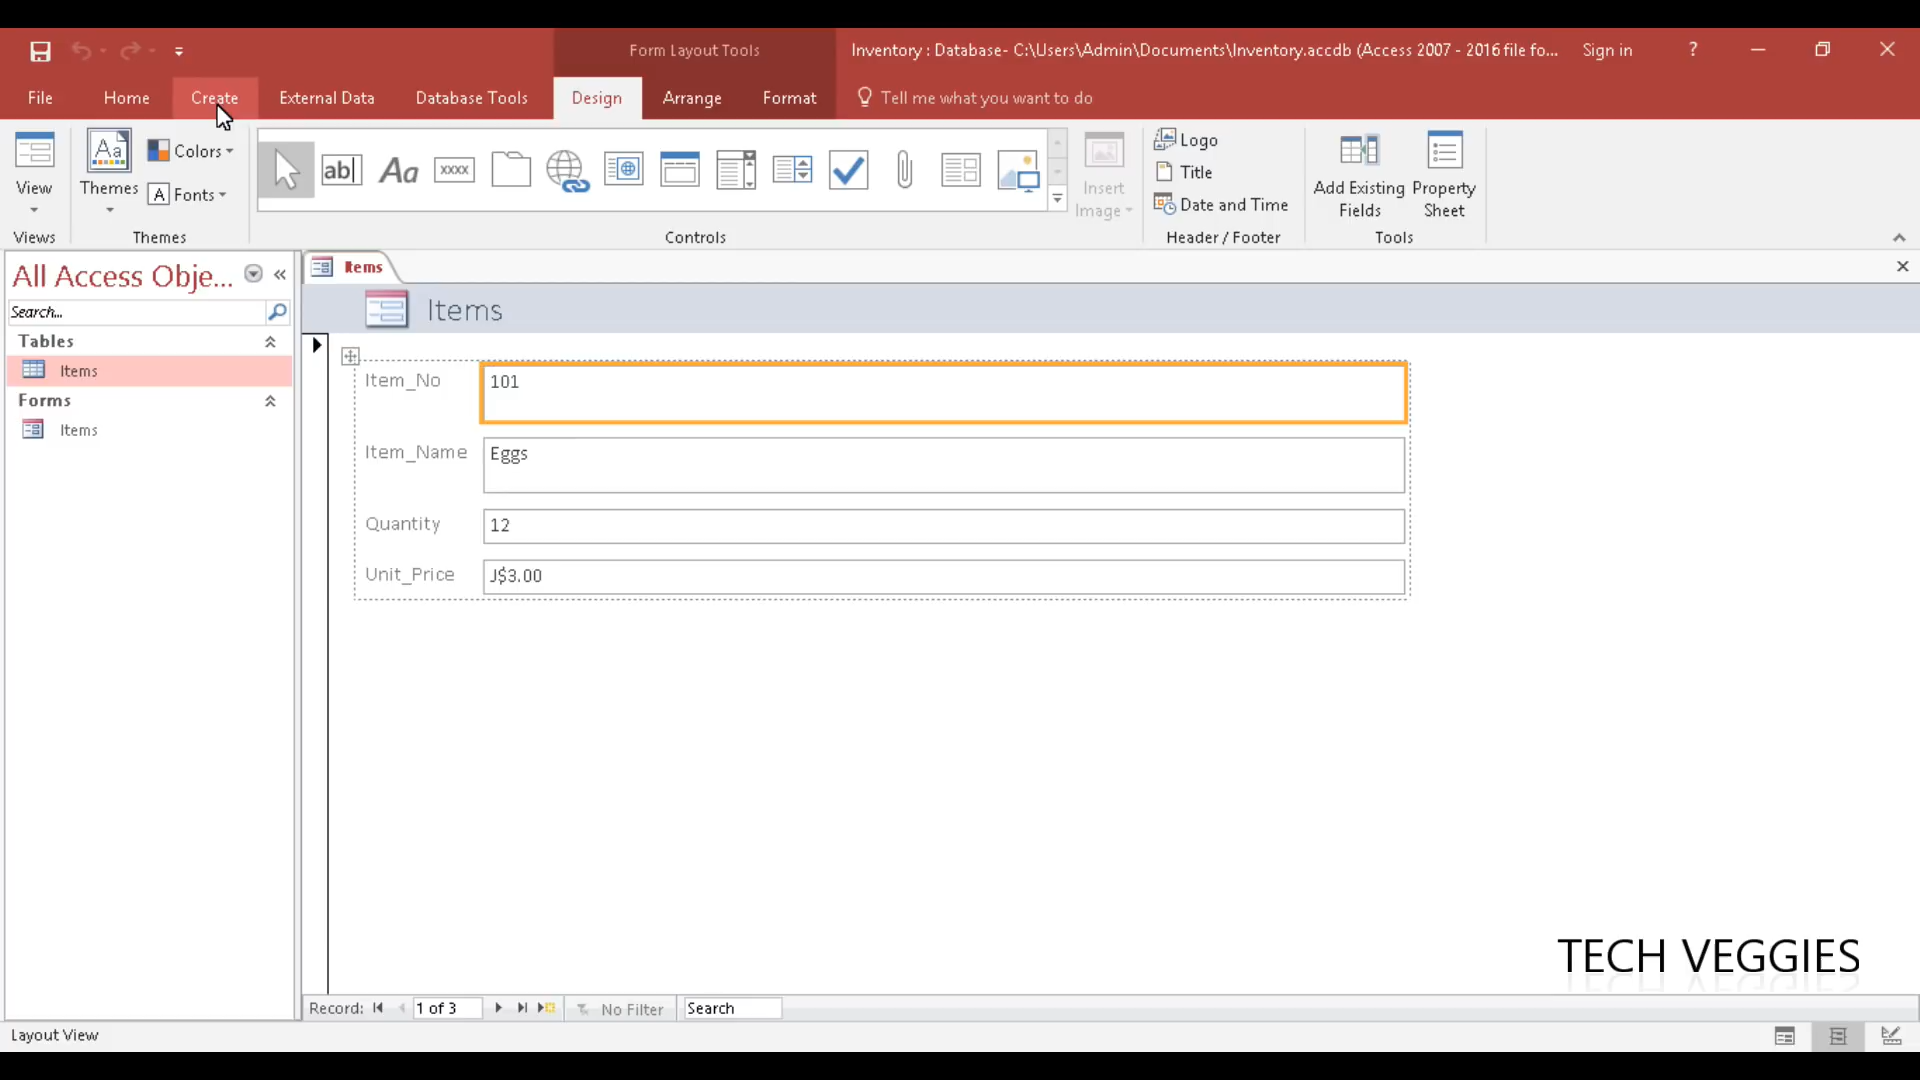 Form Layout Tools
Inventory : Database- C:\Users\Admin\Documents\Inventory.accdb (Access 2007 - 2016 file fo...
Sign in
?
File
Home
Create
External Data
Database Tools
Design
Arrange
Format
Tell me what you want to do
View
Views
Aa
Themes
Colors
A Fonts
Themes
ab
Aa
xxxx
Controls
Insert
Image
Logo
Title
Date and Time
Header / Footer
Add Existing
Fields
Property
Sheet
Tools
All Access Obje...
Search...
Tables
Items
Forms
Items
Items
Items
Item_No
101
Item_Name
Eggs
Quantity
12
Unit_Price
J$3.00
TECH VEGGIES
Record:
1 of 3
No Filter
Search
Layout View